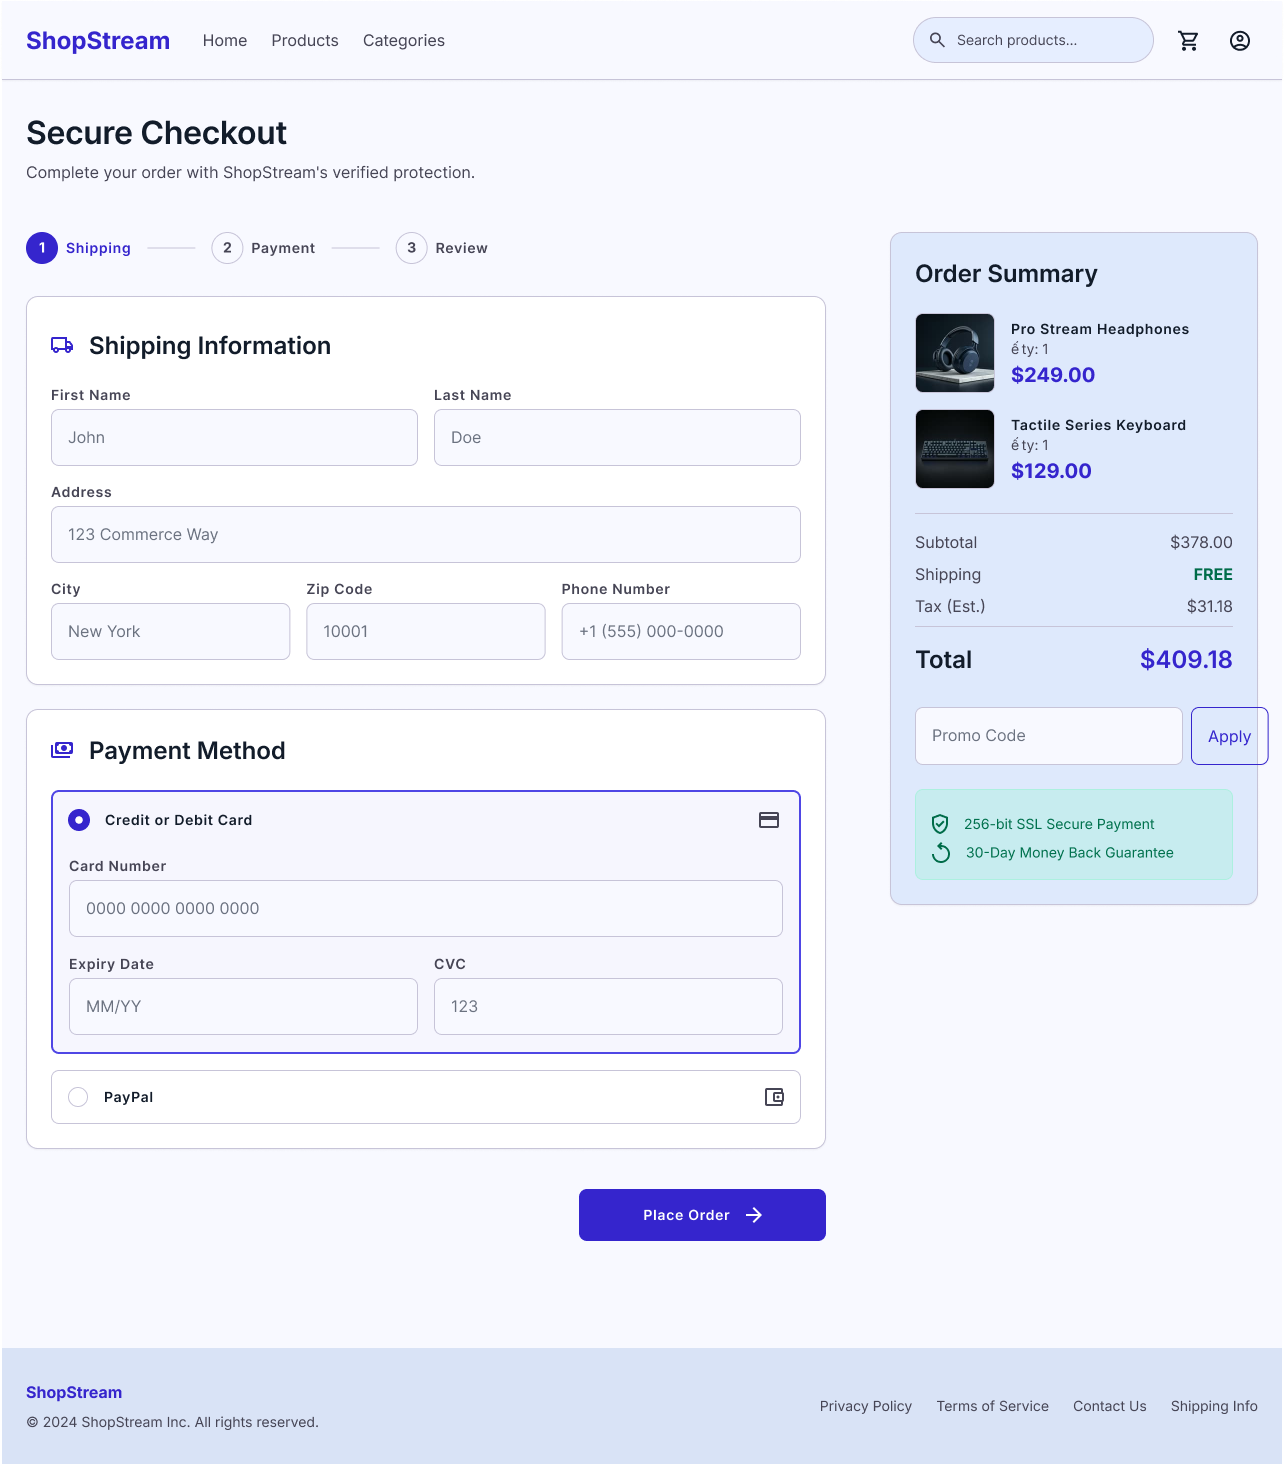 ShopStream
Home Products Categories
Search products...
Secure Checkout
Complete your order with ShopStream's verified protection.
1 Shipping 2 Payment 3 Review
Shipping Information
First Name Last Name
John Doe
Address
123 Commerce Way
City Zip Code Phone Number
New York 10001 +1 (555) 000-0000
Payment Method
Credit or Debit Card
Card Number
0000 0000 0000 0000
Expiry Date CVC
MM/YY 123
PayPal
Place Order
Order Summary
Pro Stream Headphones
ếty: 1
$249.00
Tactile Series Keyboard
ếty: 1
$129.00
Subtotal $378.00
Shipping FREE
Tax (Est.) $31.18
Total $409.18
Promo Code Apply
256-bit SSL Secure Payment
30-Day Money Back Guarantee
ShopStream
© 2024 ShopStream Inc. All rights reserved.
Privacy Policy Terms of Service Contact Us Shipping Info